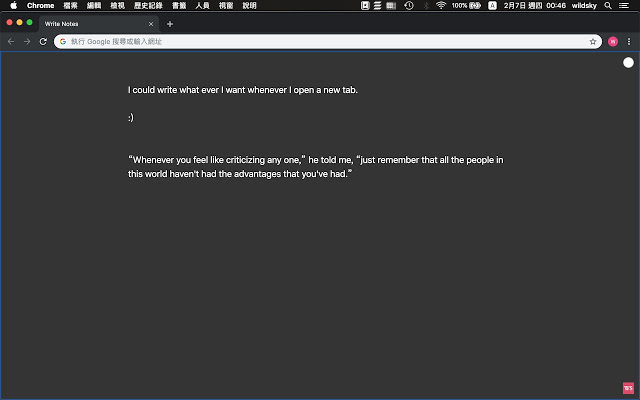 Chrome 檔案 編輯 檢視 歷史記錄 書籤 人員 視窗 說明 100% A 2月7日 週四 00:46 wildsky
Write Notes
執行 Google 搜尋或輸入網址
I could write what ever I want whenever I open a new tab.
:)
“Whenever you feel like criticizing any one,” he told me, “just remember that all the people in
this world haven't had the advantages that you've had.”